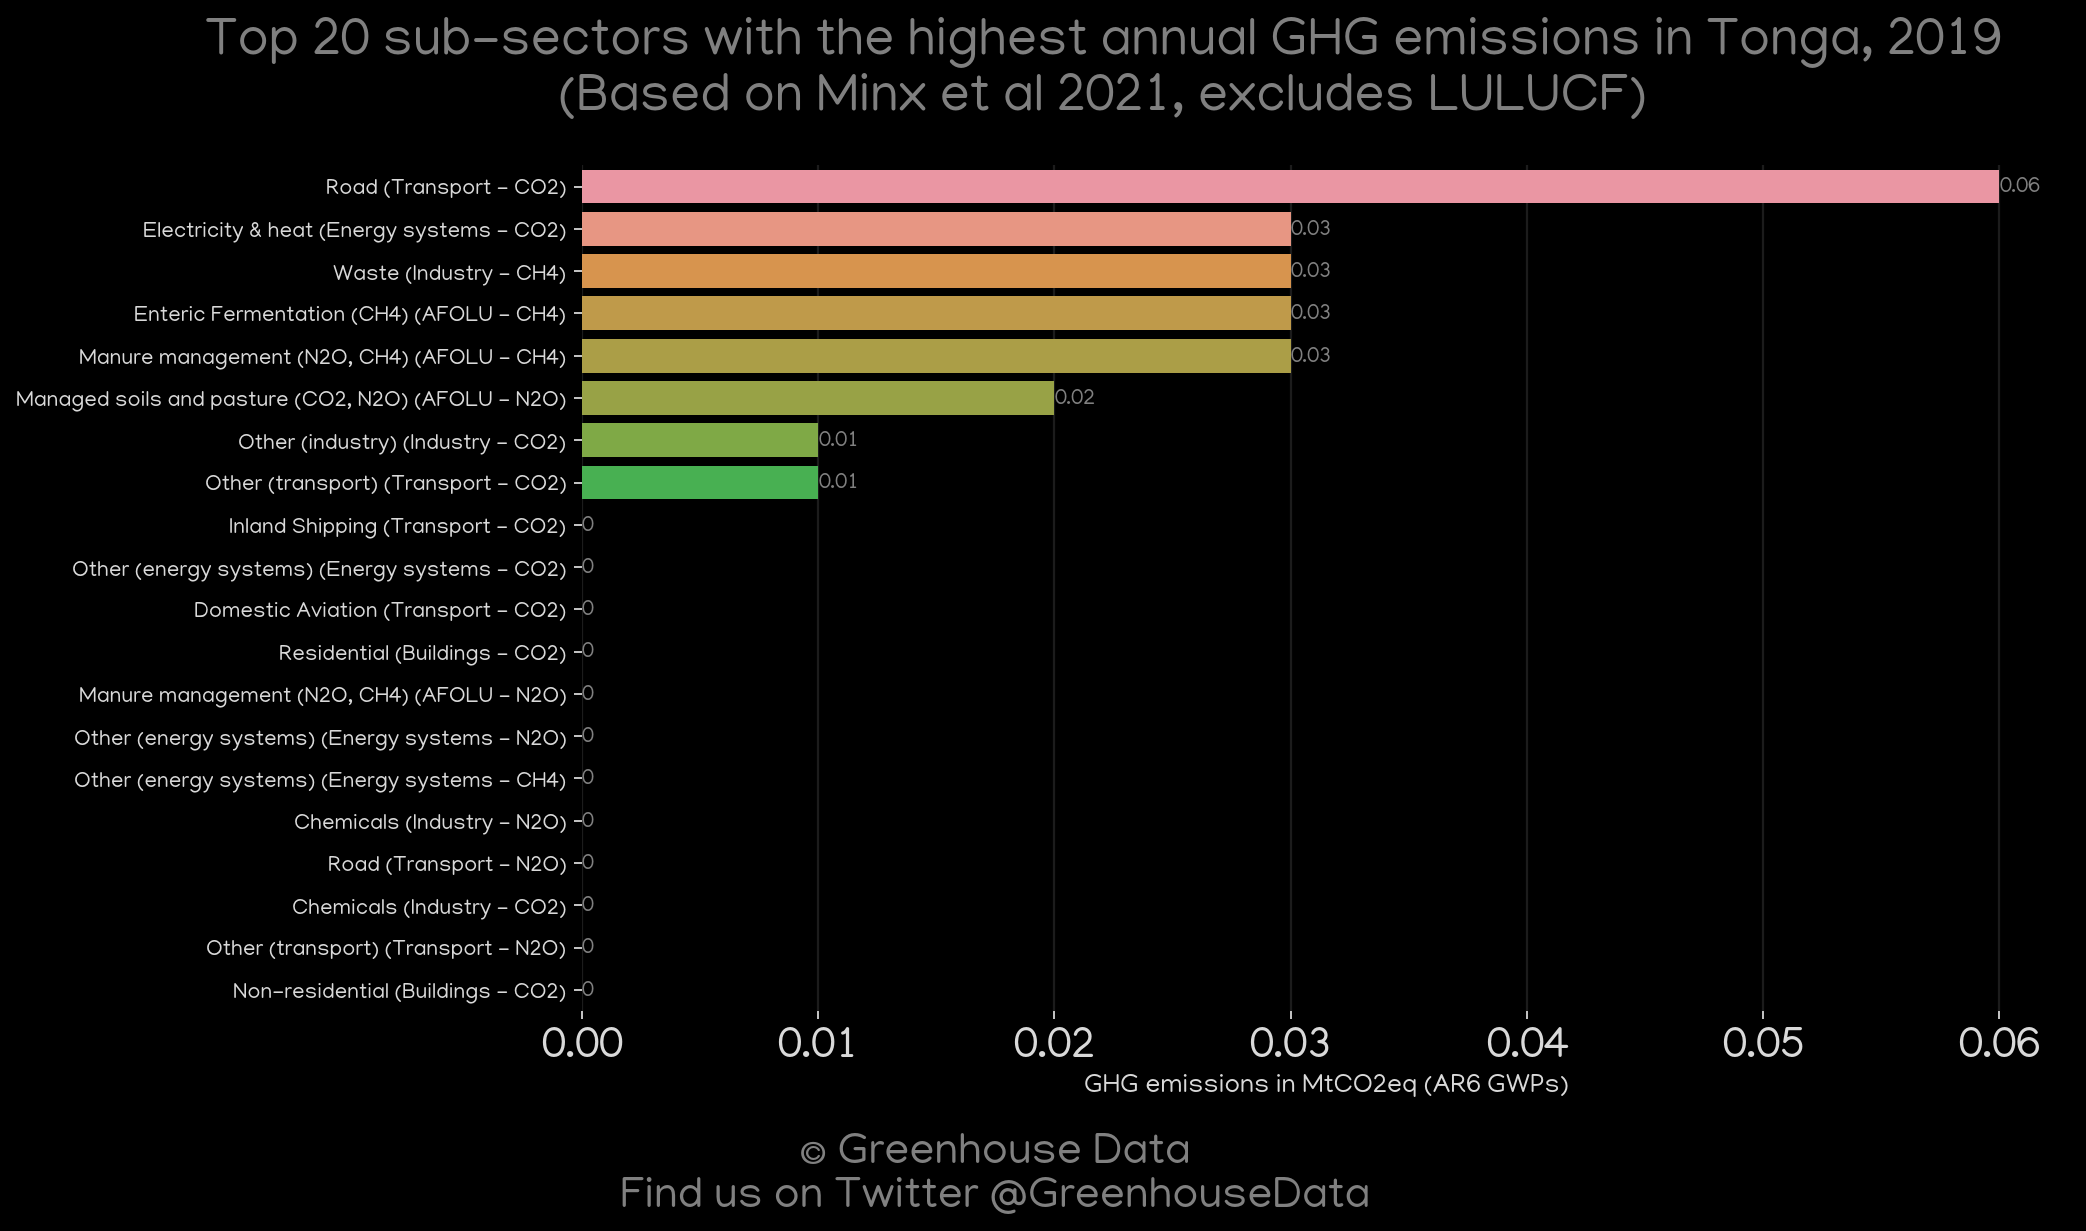 Top 20 sub-sectors with the highest annual GHG emissions in Tonga, 2019
(Based on Minx et al 2021, excludes LULUCF)
Road (Transport - CO2) 0.06
Electricity & heat (Energy systems - CO2) 0.03
Waste (Industry - CH4) 0.03
Enteric Fermentation (CH4) (AFOLU - CH4) 0.03
Manure management (N2O, CH4) (AFOLU - CH4) 0.03
Managed soils and pasture (CO2, N2O) (AFOLU - N2O) 0.02
Other (industry) (Industry - CO2) 0.01
Other (transport) (Transport - CO2) 0.01
Inland Shipping (Transport - CO2) 0
Other (energy systems) (Energy systems - CO2) 0
Domestic Aviation (Transport - CO2) 0
Residential (Buildings - CO2) 0
Manure management (N2O, CH4) (AFOLU - N2O) 0
Other (energy systems) (Energy systems - N2O) 0
Other (energy systems) (Energy systems - CH4) 0
Chemicals (Industry - N2O) 0
Road (Transport - N2O) 0
Chemicals (Industry - CO2) 0
Other (transport) (Transport - N2O) 0
Non-residential (Buildings - CO2) 0
0.00 0.01 0.02 0.03 0.04 0.05 0.06
GHG emissions in MtCO2eq (AR6 GWPs)
© Greenhouse Data
Find us on Twitter @GreenhouseData